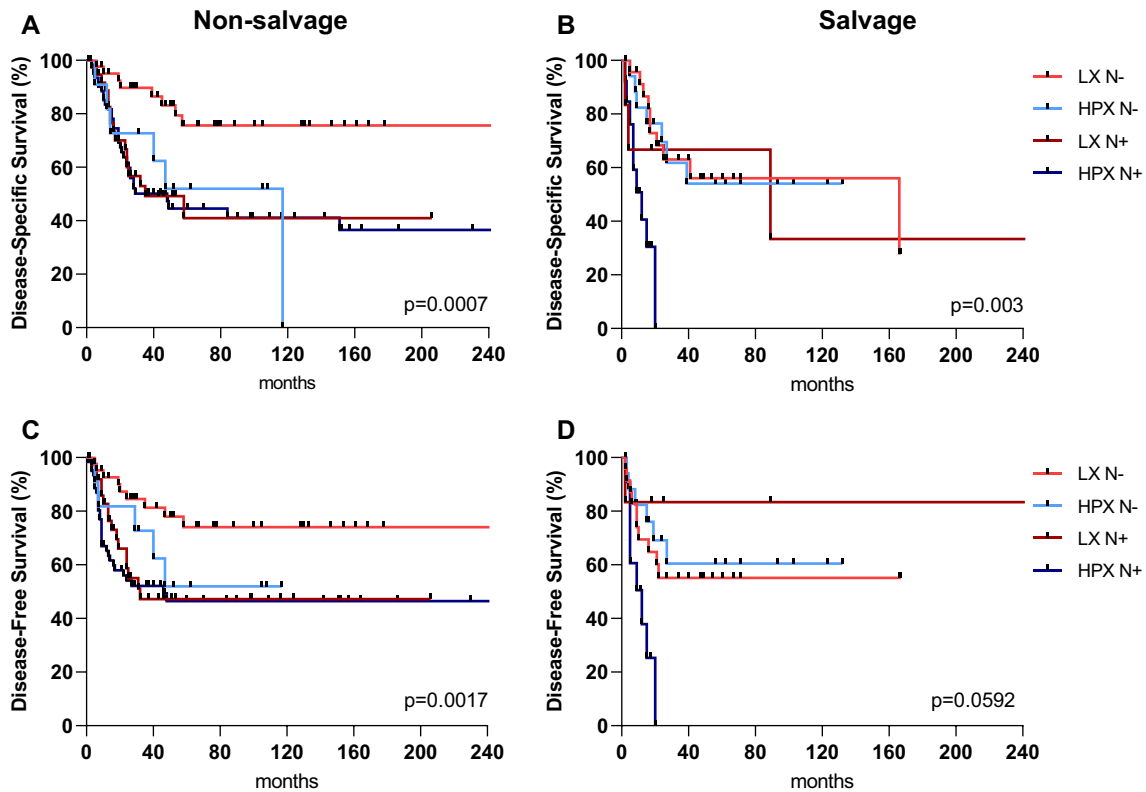 Non-salvage
Salvage
A
Disease-Specific Survival (%)
100
80
60
40
20
0
p=0.0007
0 40 80 120 160 200 240
months
B
Disease-Specific Survival (%)
100
80
60
40
20
0
p=0.003
0 40 80 120 160 200 240
months
LX N-
HPX N-
LX N+
HPX N+
C
Disease-Free Survival (%)
100
80
60
40
20
0
p=0.0017
0 40 80 120 160 200 240
months
D
Disease-Free Survival (%)
100
80
60
40
20
0
p=0.0592
0 40 80 120 160 200 240
months
LX N-
HPX N-
LX N+
HPX N+